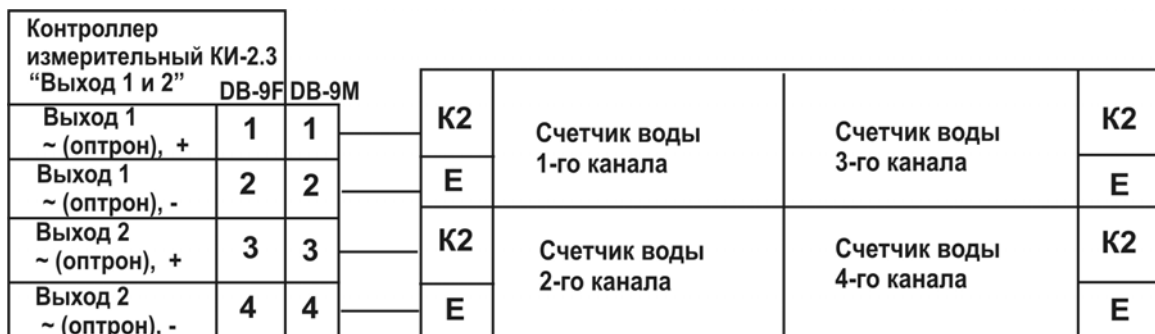 Контроллер
измерительный КИ-2.3
“Выход 1 и 2”
DB-9F DB-9M
Выход 1
~ (оптрон), +
1 1
К2
Счетчик воды
1-го канала
Счетчик воды
3-го канала
К2
Выход 1
~ (оптрон), -
2 2
Е
Е
Выход 2
~ (оптрон), +
3 3
К2
Счетчик воды
2-го канала
Счетчик воды
4-го канала
К2
Выход 2
~ (оптрон), -
4 4
Е
Е